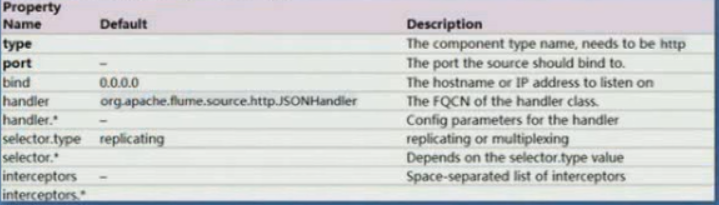 Property
Name Default Description
type The component type name, needs to be http
port – The port the source should bind to.
bind 0.0.0.0 The hostname or IP address to listen on
handler org.apache.flume.source.http.JSONHandler The FQCN of the handler class.
handler.* – Config parameters for the handler
selector.type replicating replicating or multiplexing
selector.* Depends on the selector.type value
interceptors – Space-separated list of interceptors
interceptors.*